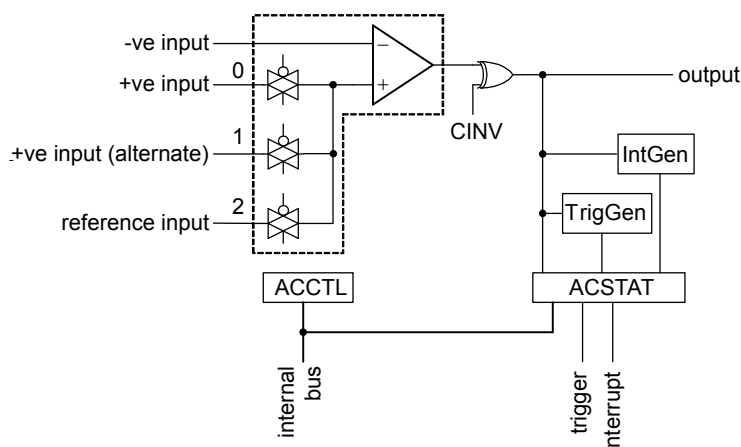 -ve input
−
+ve input
0
+
output
CINV
1
+ve input (alternate)
IntGen
2
reference input
TrigGen
ACCTL
ACSTAT
internal
bus
trigger
nterrupt